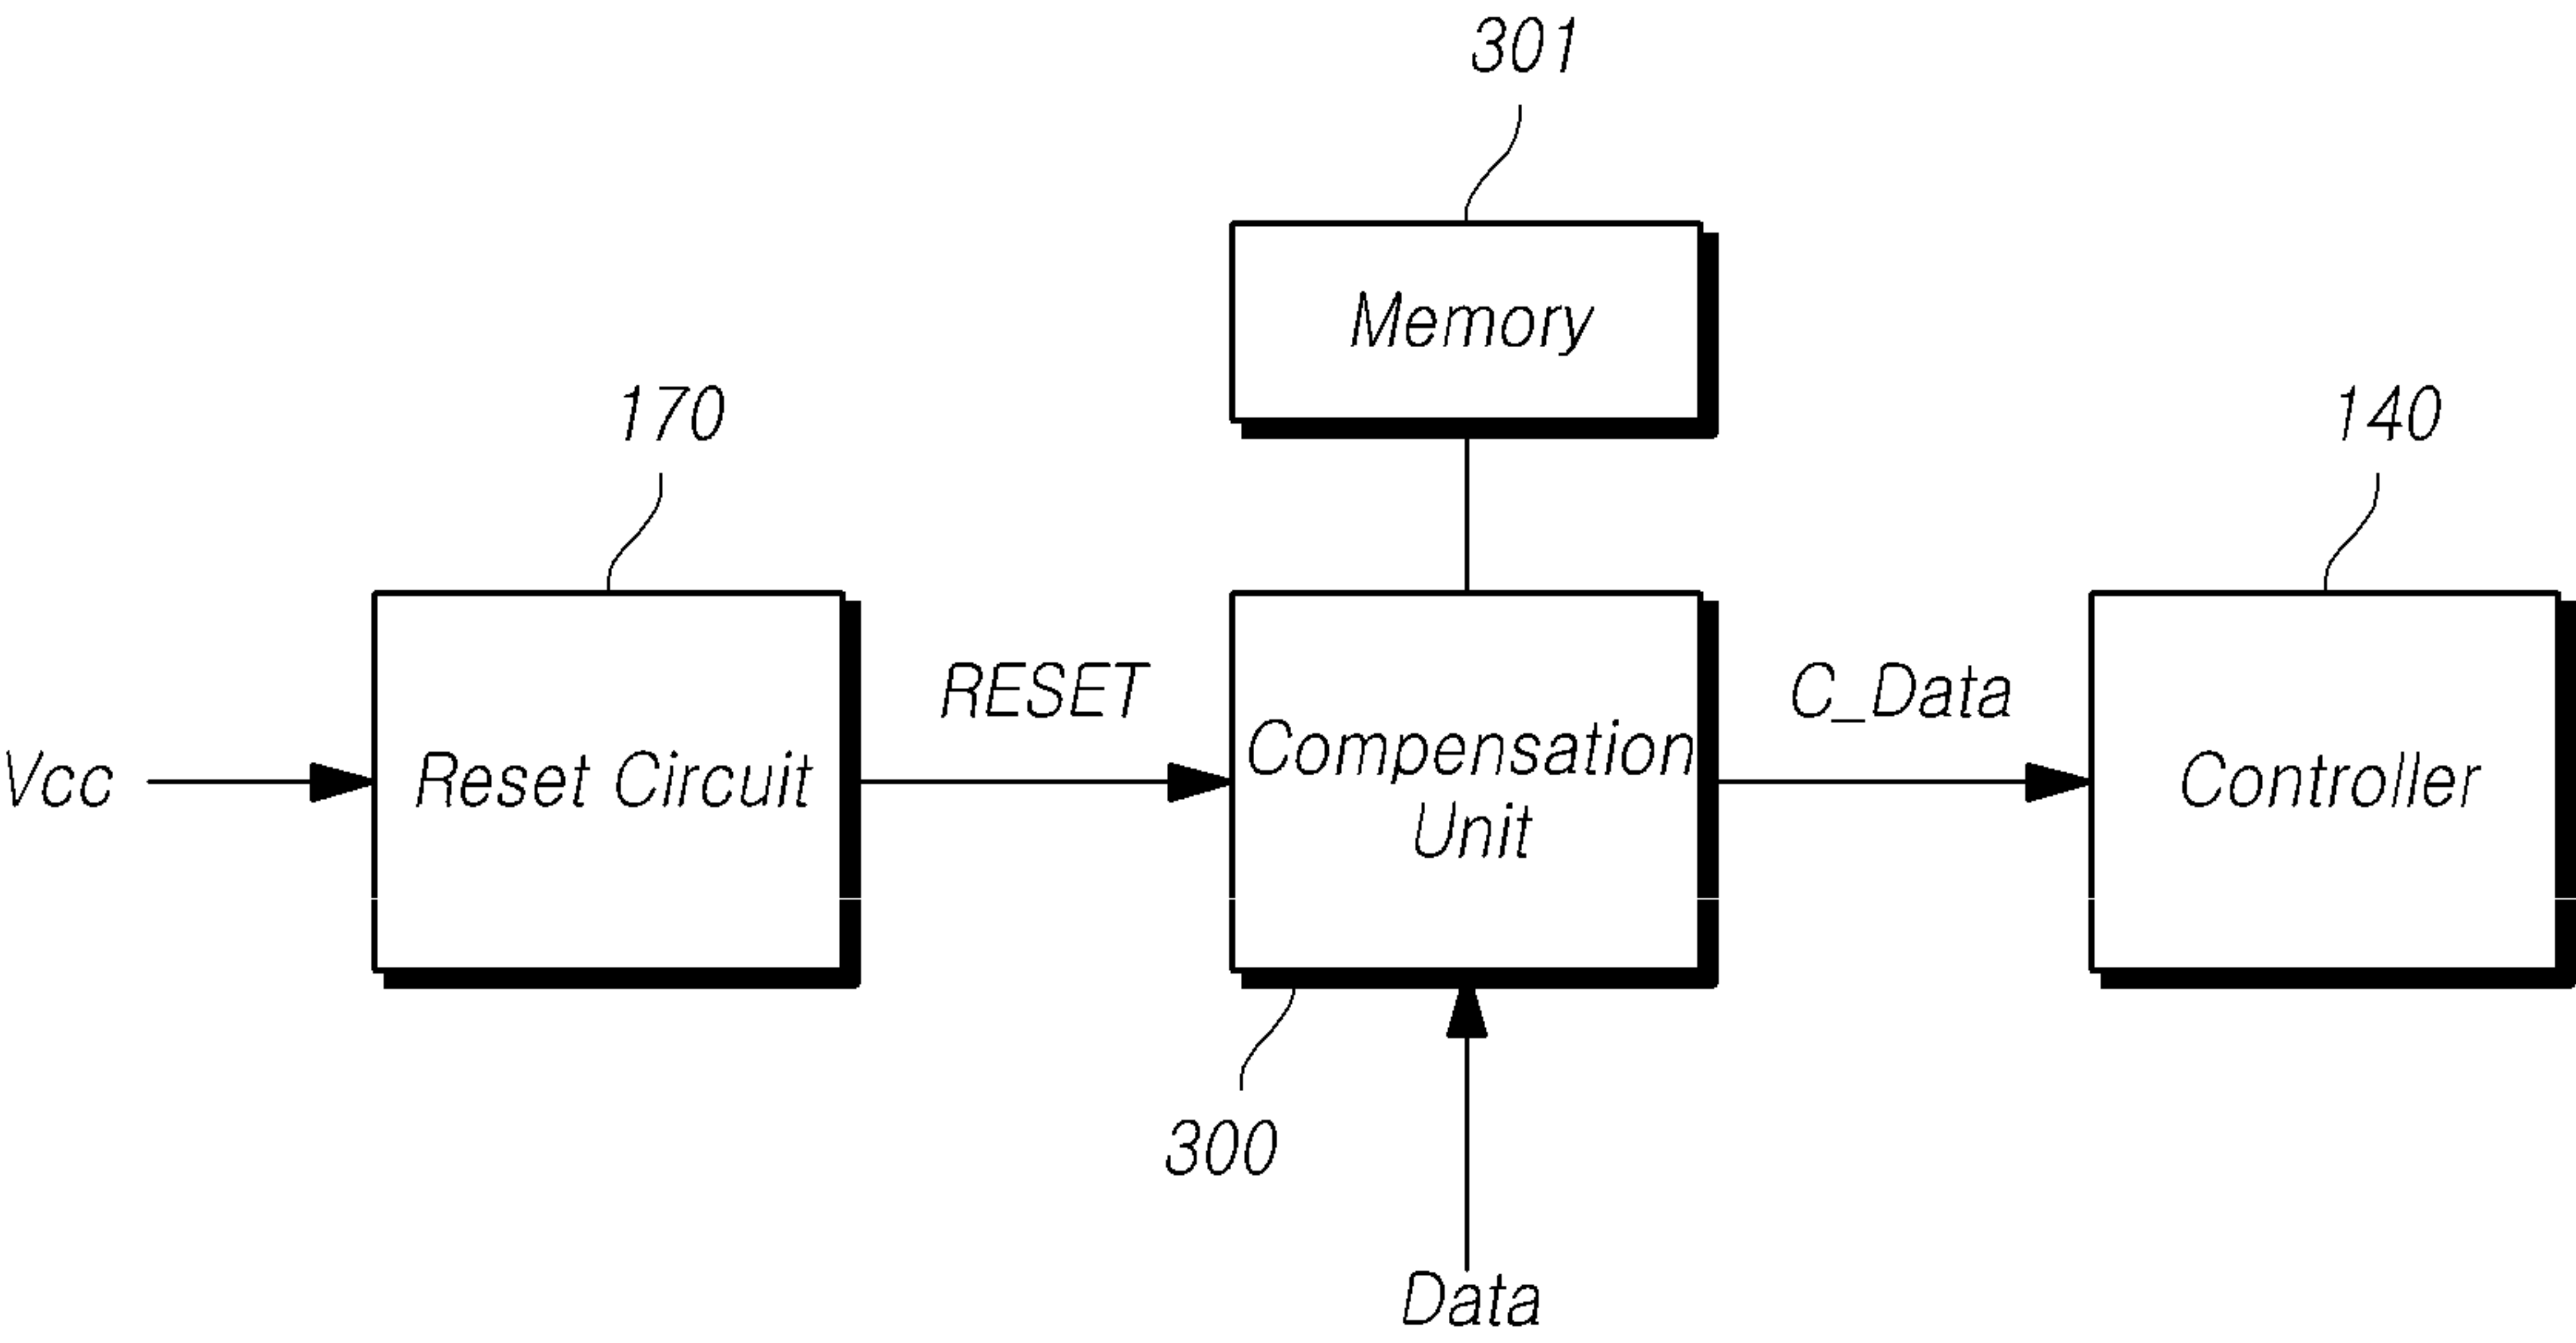 301
Memory
170
140
RESET
C_Data
Vcc
Reset Circuit
Compensation
Unit
Controller
300
Data